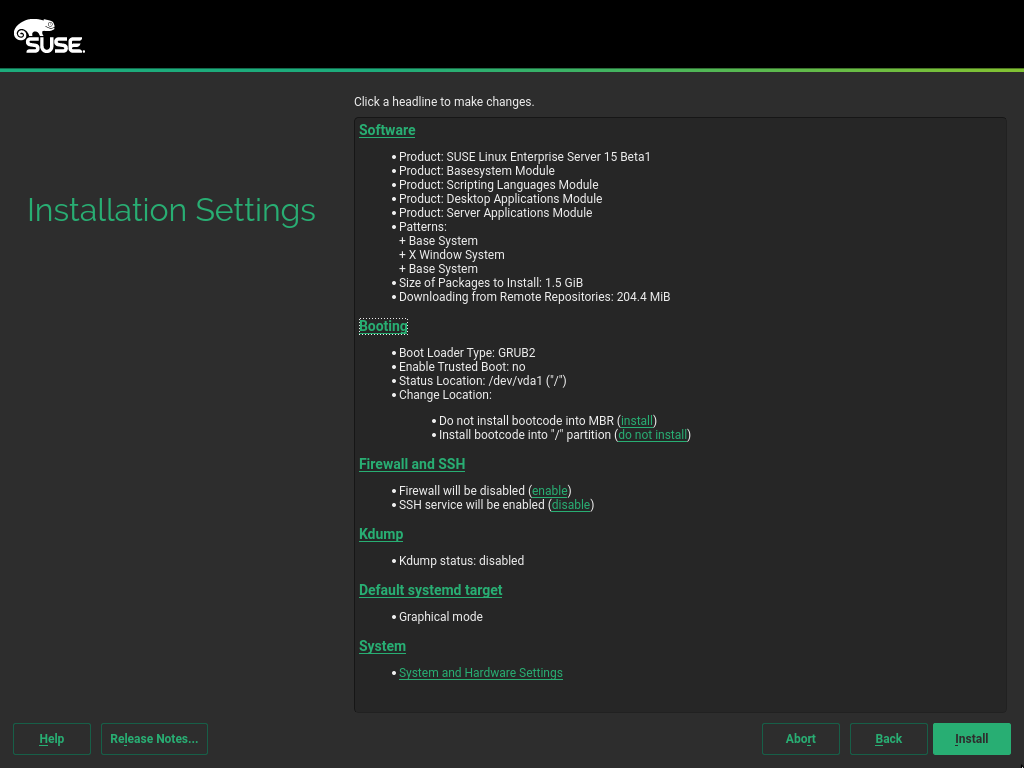 SUSE.
Click a headline to make changes.
Installation Settings
Software
• Product: SUSE Linux Enterprise Server 15 Beta1
• Product: Basesystem Module
• Product: Scripting Languages Module
• Product: Desktop Applications Module
• Product: Server Applications Module
• Patterns:
+ Base System
+ X Window System
+ Base System
• Size of Packages to Install: 1.5 GiB
• Downloading from Remote Repositories: 204.4 MiB
Booting
• Boot Loader Type: GRUB2
• Enable Trusted Boot: no
• Status Location: /dev/vda1 ("/")
• Change Location:
• Do not install bootcode into MBR (install)
• Install bootcode into "/" partition (do not install)
Firewall and SSH
• Firewall will be disabled (enable)
• SSH service will be enabled (disable)
Kdump
• Kdump status: disabled
Default systemd target
• Graphical mode
System
• System and Hardware Settings
Help Release Notes... Abort Back Install